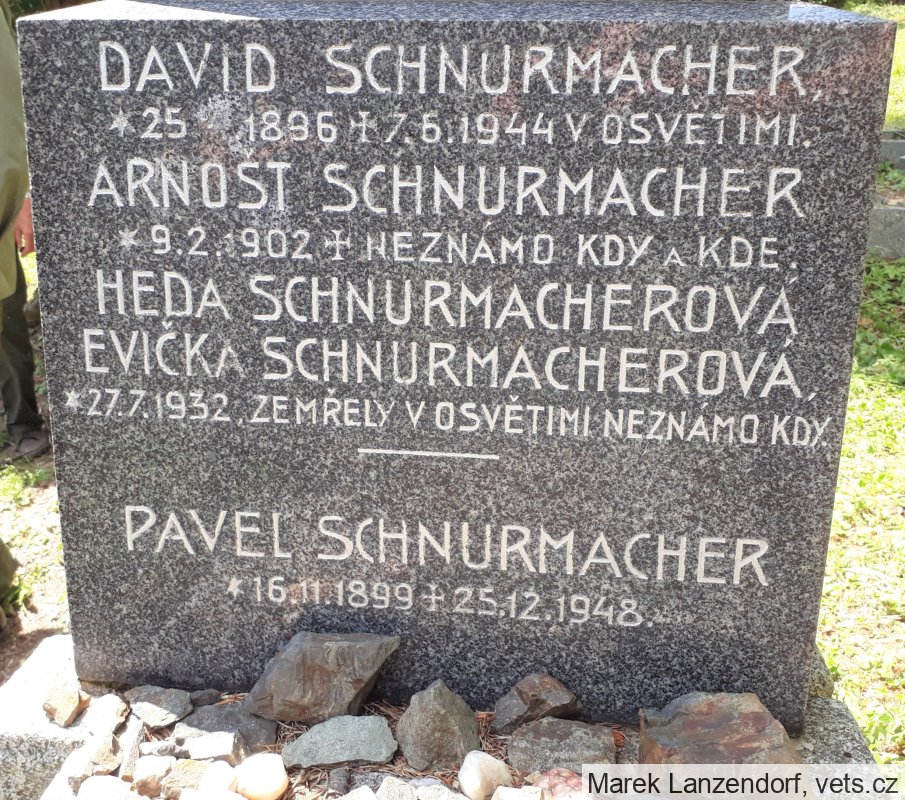 DAVID SCHNURMACHER,
*25 1896 + 7.6.1944 V OSVĚTIMI.
ARNOŠT SCHNURMACHER
*9.2.1902 + NEZNÁMO KDY A KDE.
HEDA SCHNURMACHEROVÁ
EVIČKA SCHNURMACHEROVÁ,
*27.7.1932, ZEMŘELY V OSVĚTIMI NEZNÁMO KDY.
PAVEL SCHNURMACHER
*16.11.1899 + 25.12.1948.
Marek Lanzendorf, vets.cz